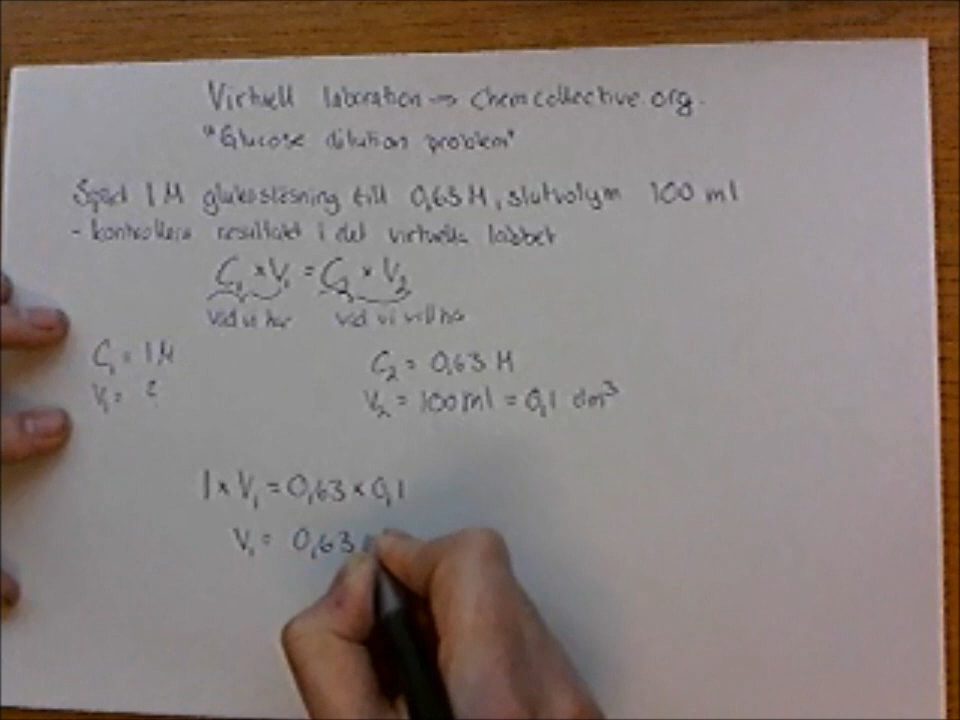 Virtuell laboration → chemcollective.org.
"Glucose dilution problem"
Späd 1 M glukoslösning till 0,63 M, slutvolym 100 ml
- kontrollera resultatet i det virtuella labbet
C₁ × V₁ = C₂ × V₂
vad vi har vad vi vill ha
C₁ = 1 M C₂ = 0,63 M
V₁ = ? V₂ = 100 ml = 0,1 dm³
1 × V₁ = 0,63 × 0,1
V₁ = 0,63